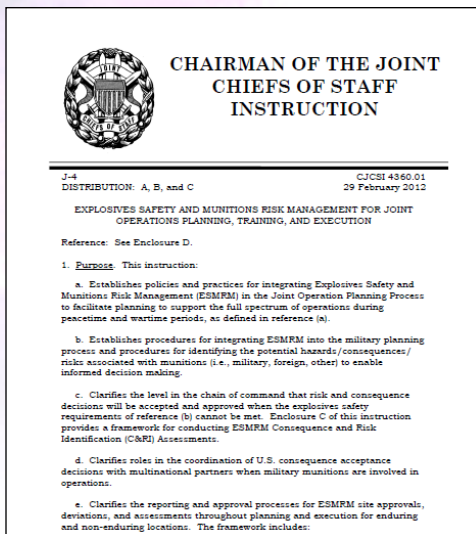 CHAIRMAN OF THE JOINT
CHIEFS OF STAFF
INSTRUCTION
JOINT
CHIEFS OF STAFF
J-4 CJCSI 4360.01
DISTRIBUTION: A, B, and C 29 February 2012
EXPLOSIVES SAFETY AND MUNITIONS RISK MANAGEMENT FOR JOINT
OPERATIONS PLANNING, TRAINING, AND EXECUTION
Reference: See Enclosure D.
1. Purpose. This instruction:
a. Establishes policies and practices for integrating Explosives Safety and
Munitions Risk Management (ESMRM) in the Joint Operation Planning Process
to facilitate planning to support the full spectrum of operations during
peacetime and wartime periods, as defined in reference (a).
b. Establishes procedures for integrating ESMRM into the military planning
process and procedures for identifying the potential hazards/consequences/
risks associated with munitions (i.e., military, foreign, other) to enable
informed decision making.
c. Clarifies the level in the chain of command that risk and consequence
decisions will be accepted and approved when the explosives safety
requirements of reference (b) cannot be met. Enclosure C of this instruction
provides a framework for conducting ESMRM Consequence and Risk
Identification (C&RI) Assessments.
d. Clarifies roles in the coordination of U.S. consequence acceptance
decisions with multinational partners when military munitions are involved in
operations.
e. Clarifies the reporting and approval processes for ESMRM site approvals,
deviations, and assessments throughout planning and execution for enduring
and non-enduring locations. The framework includes: